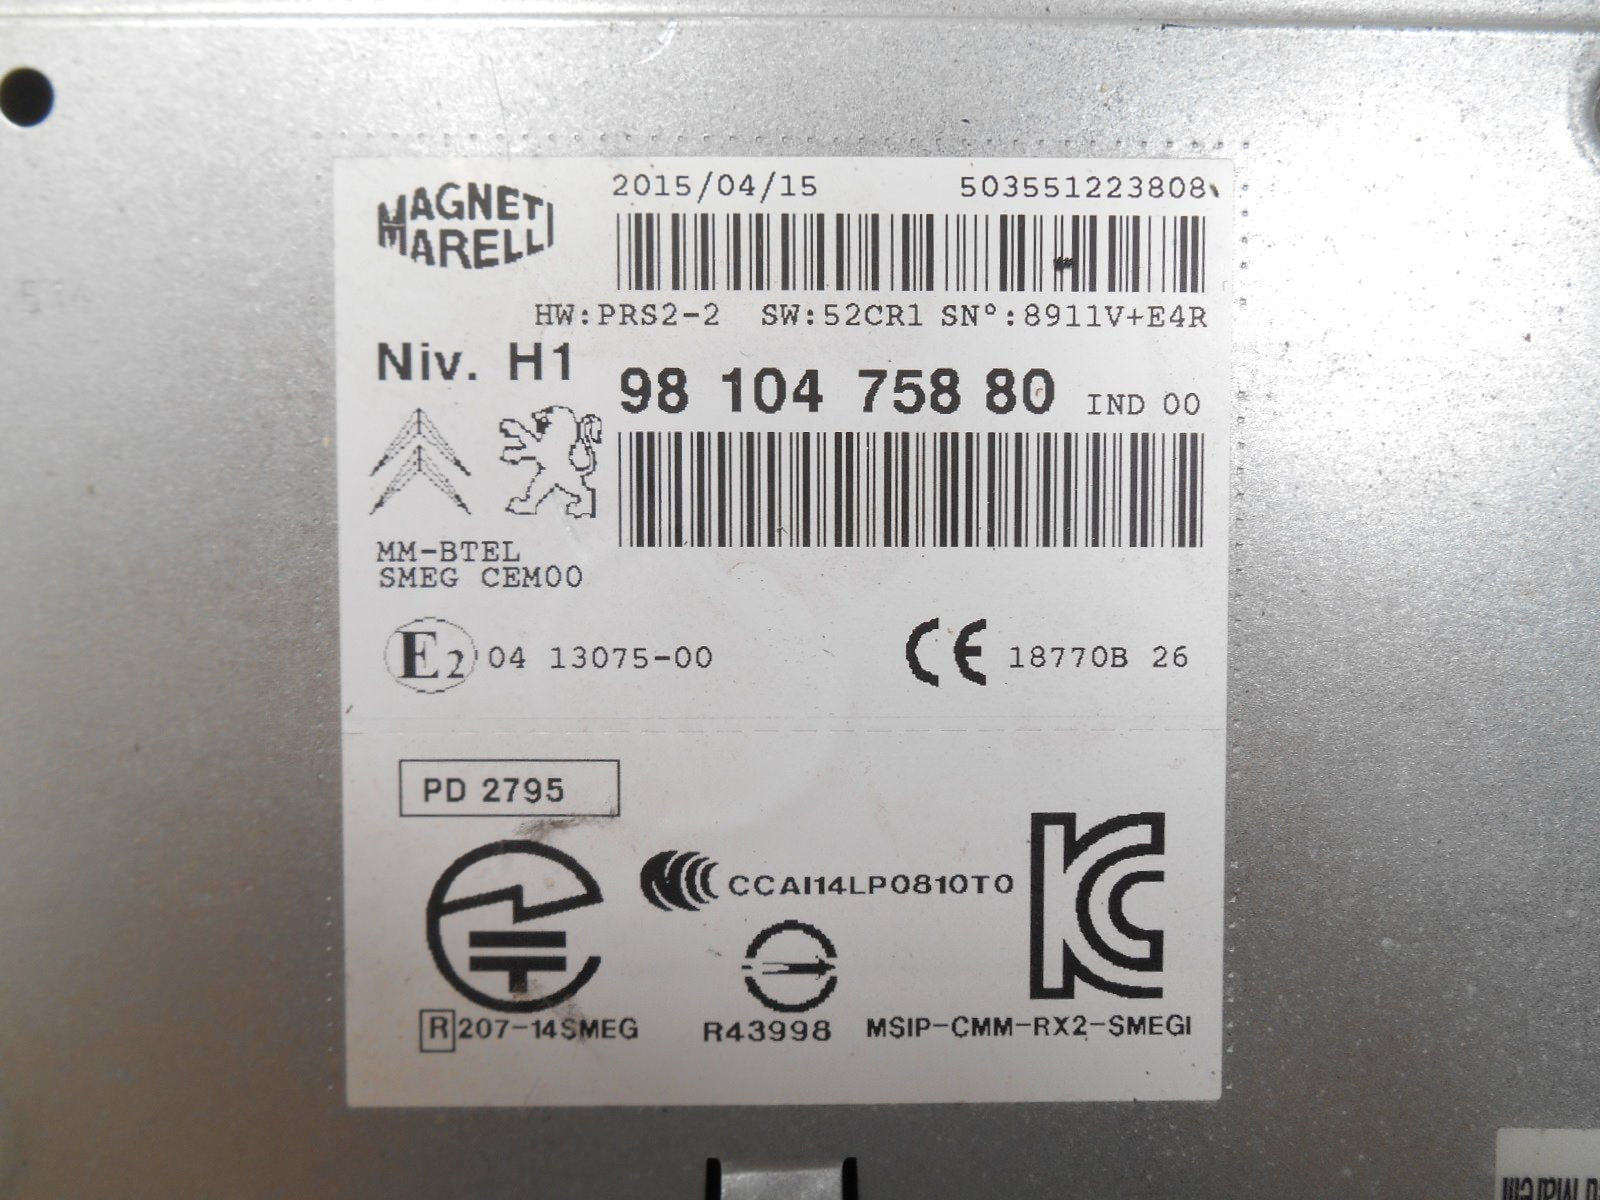 MAGNETI
MARELLI
2015/04/15 503551223808
HW:PRS2-2 SW:52CR1 SN°:8911V+E4R
Niv. H1
98 104 758 80 IND 00
MM-BTEL
SMEG CEM00
E2 04 13075-00
CE 18770B 26
PD 2795
CCAI14LP0810T0
KC
R 207-14SMEG
R43998
MSIP-CMM-RX2-SMEGI